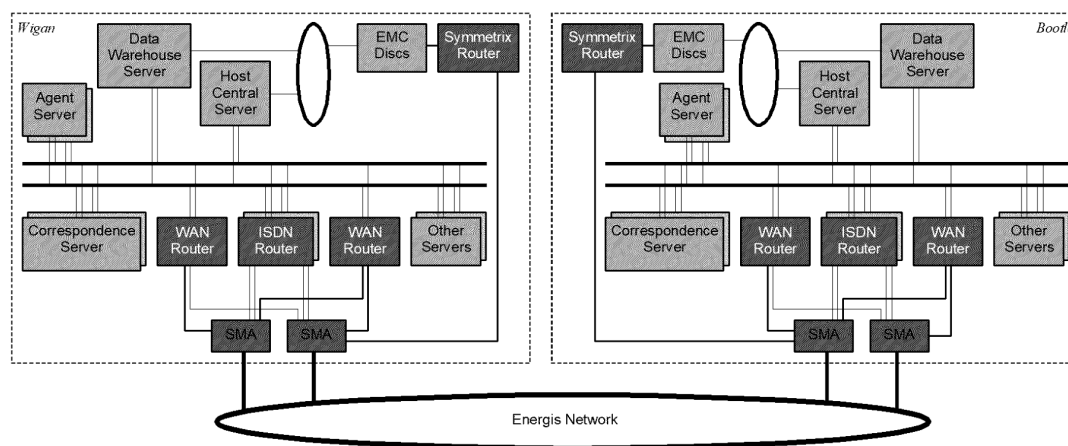 Wigan
Data
Warehouse
Server
EMC
Discs
Symmetrix
Router
Agent
Server
Host
Central
Server
Correspondence
Server
WAN
Router
ISDN
Router
WAN
Router
Other
Servers
SMA
SMA
Bootl
Symmetrix
Router
EMC
Discs
Data
Warehouse
Server
Agent
Server
Host
Central
Server
Correspondence
Server
WAN
Router
ISDN
Router
WAN
Router
Other
Servers
SMA
SMA
Energis Network